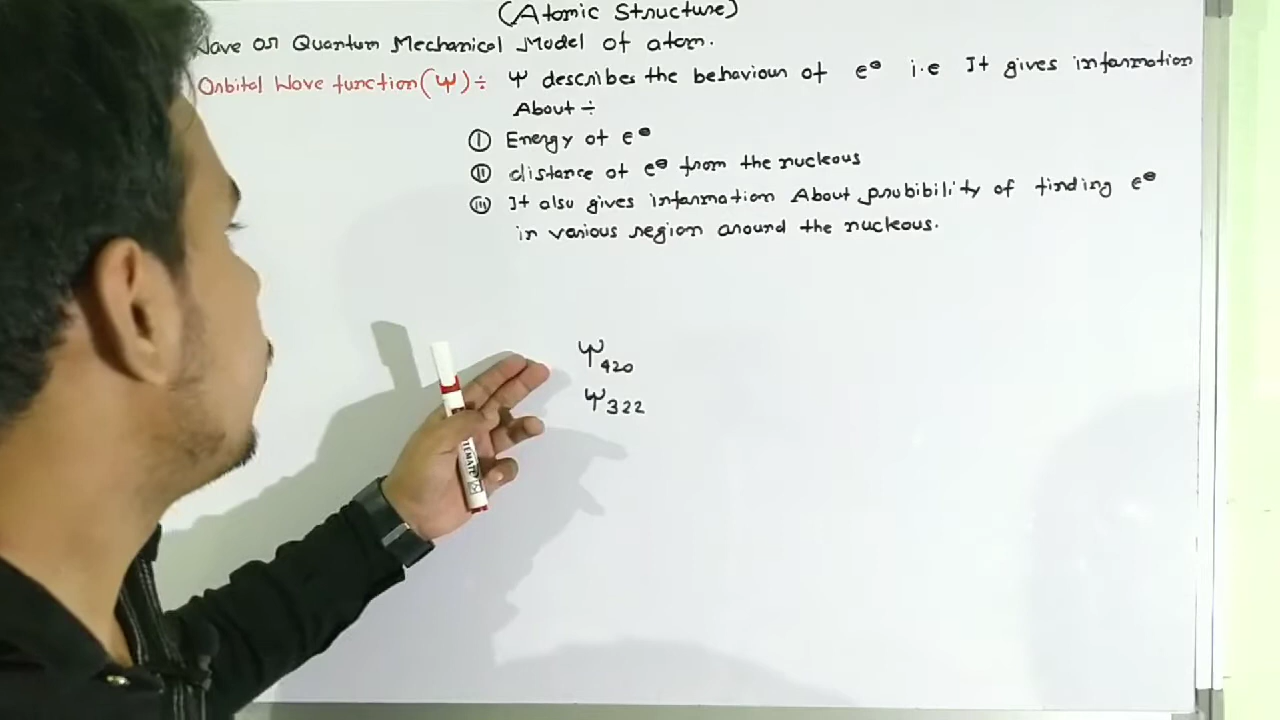 (Atomic Structure)
Wave or Quantum Mechanical Model of atom.
Orbital Wave function (Ψ) ÷ Ψ describes the behaviour of e⊖ i.e It gives information
About ÷
(i) Energy of e⊖
(ii) distance of e⊖ from the nucleous
(iii) It also gives information About probibility of finding e⊖
in various region around the nucleous.
Ψ420
Ψ322